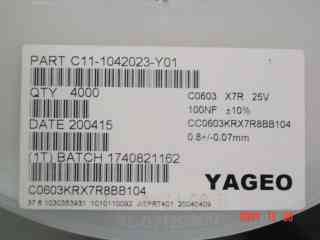 PART C11-1042023-Y01
QTY 4000
C0603 X7R 25V
100NF ±10%
CC0603KRX7R8BB104
0.8+/-0.07mm
DATE 200415
(1T) BATCH 1740821162
C0603KRX7R8BB104
YAGEO